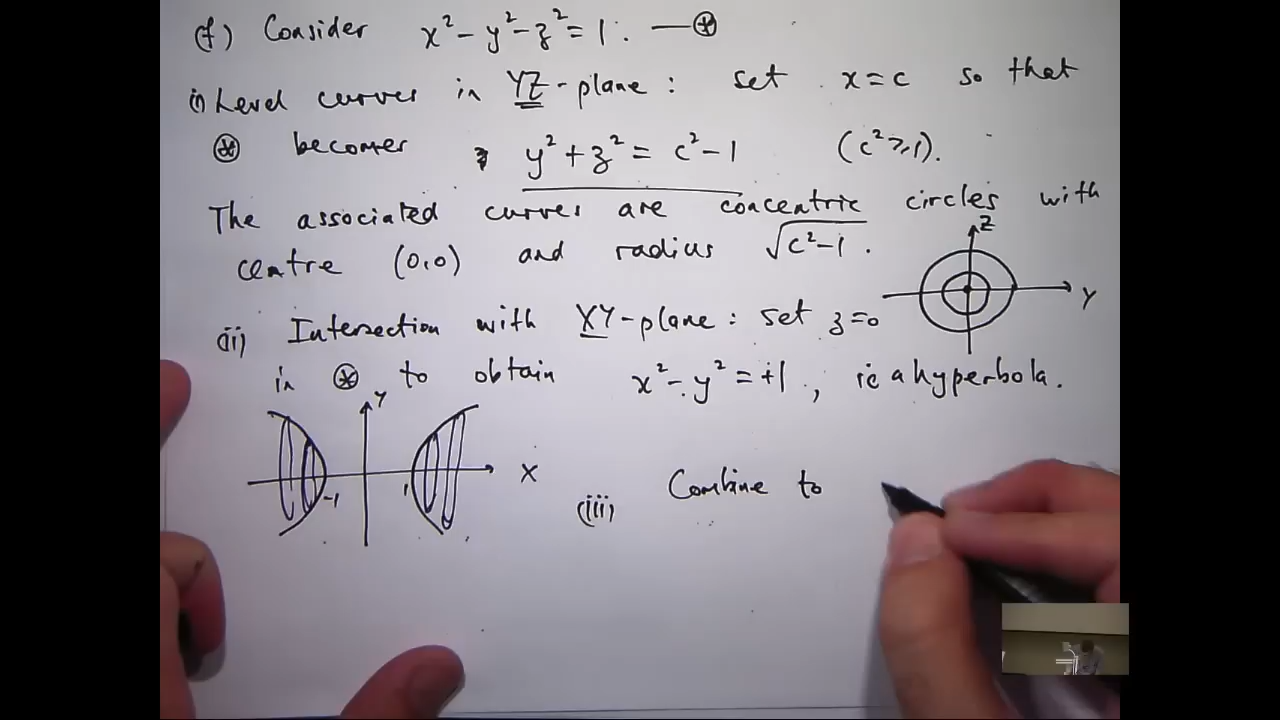 (f) Consider x² - y² - z² = 1. — ⊛
(i) Level curves in YZ-plane: set x = c so that
⊛ becomes y² + z² = c² - 1 (c² ≥ 1).
The associated curves are concentric circles with
centre (0,0) and radius √(c² - 1).
Z
Y
(ii) Intersection with XY-plane: set z = 0
in ⊛ to obtain x² - y² = +1, ie a hyperbola.
Y
X
-1 1
(iii) Combine to